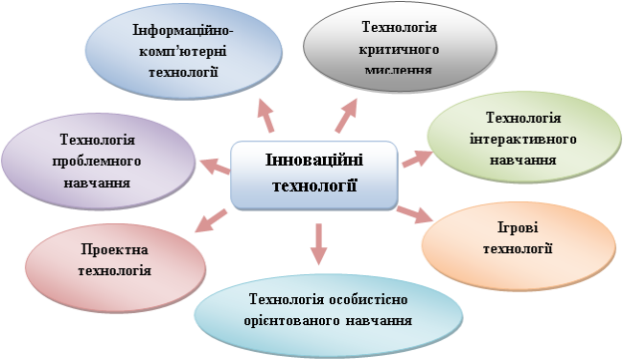 Інформаційно-
комп’ютерні
технології
Технологія
критичного
мислення
Технологія
інтерактивного
навчання
Технологія
проблемного
навчання
Інноваційні
технології
Ігрові
технології
Проектна
технологія
Технологія особистісно
орієнтованого навчання